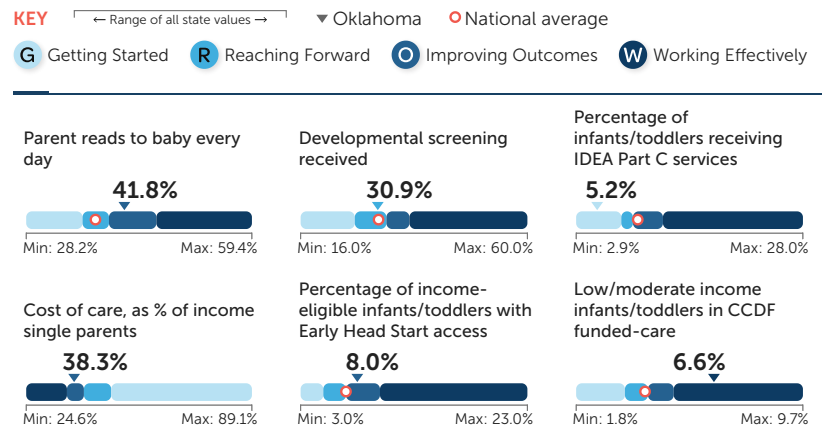 KEY
← Range of all state values →
Oklahoma
National average
G Getting Started
R Reaching Forward
O Improving Outcomes
W Working Effectively
Parent reads to baby every
day
41.8%
Min: 28.2%
Max: 59.4%
Developmental screening
received
30.9%
Min: 16.0%
Max: 60.0%
Percentage of
infants/toddlers receiving
IDEA Part C services
5.2%
Min: 2.9%
Max: 28.0%
Cost of care, as % of income
single parents
38.3%
Min: 24.6%
Max: 89.1%
Percentage of income-
eligible infants/toddlers with
Early Head Start access
8.0%
Min: 3.0%
Max: 23.0%
Low/moderate income
infants/toddlers in CCDF
funded-care
6.6%
Min: 1.8%
Max: 9.7%